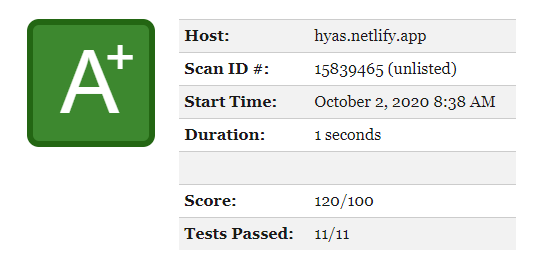 A+
Host: hyas.netlify.app
Scan ID #: 15839465 (unlisted)
Start Time: October 2, 2020 8:38 AM
Duration: 1 seconds
Score: 120/100
Tests Passed: 11/11